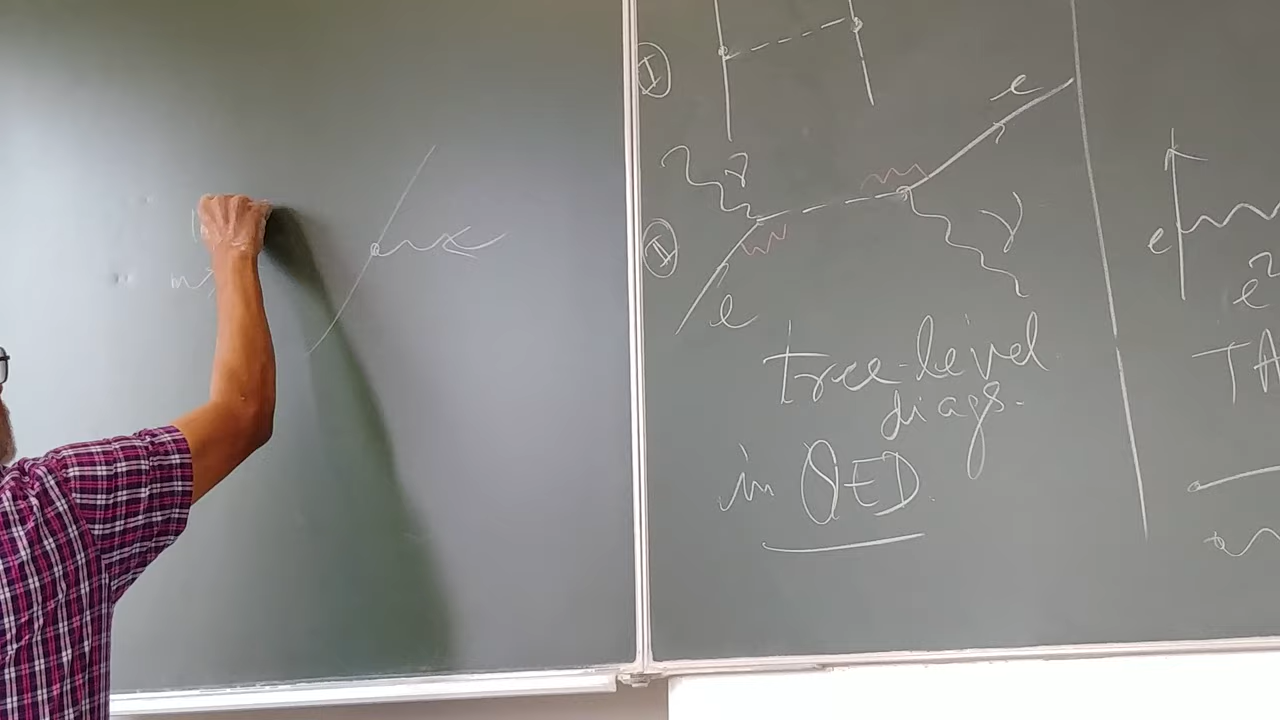 I
e
γ
e
II
γ
e
e
e²
tree-level
diags.
in QED.
TA